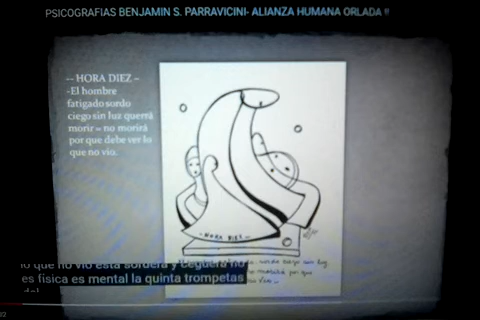 PSICOGRAFIAS BENJAMIN S. PARRAVICINI- ALIANZA HUMANA ORLADA !!
-- HORA DIEZ –
-El hombre
fatigado sordo
ciego sin luz querrá
morir = no morirá
por que debe ver lo
que no vio.
- HORA DIEZ -
lo que no vio esta sordera y ceguera no
es fisica es mental la quinta trompetas
del